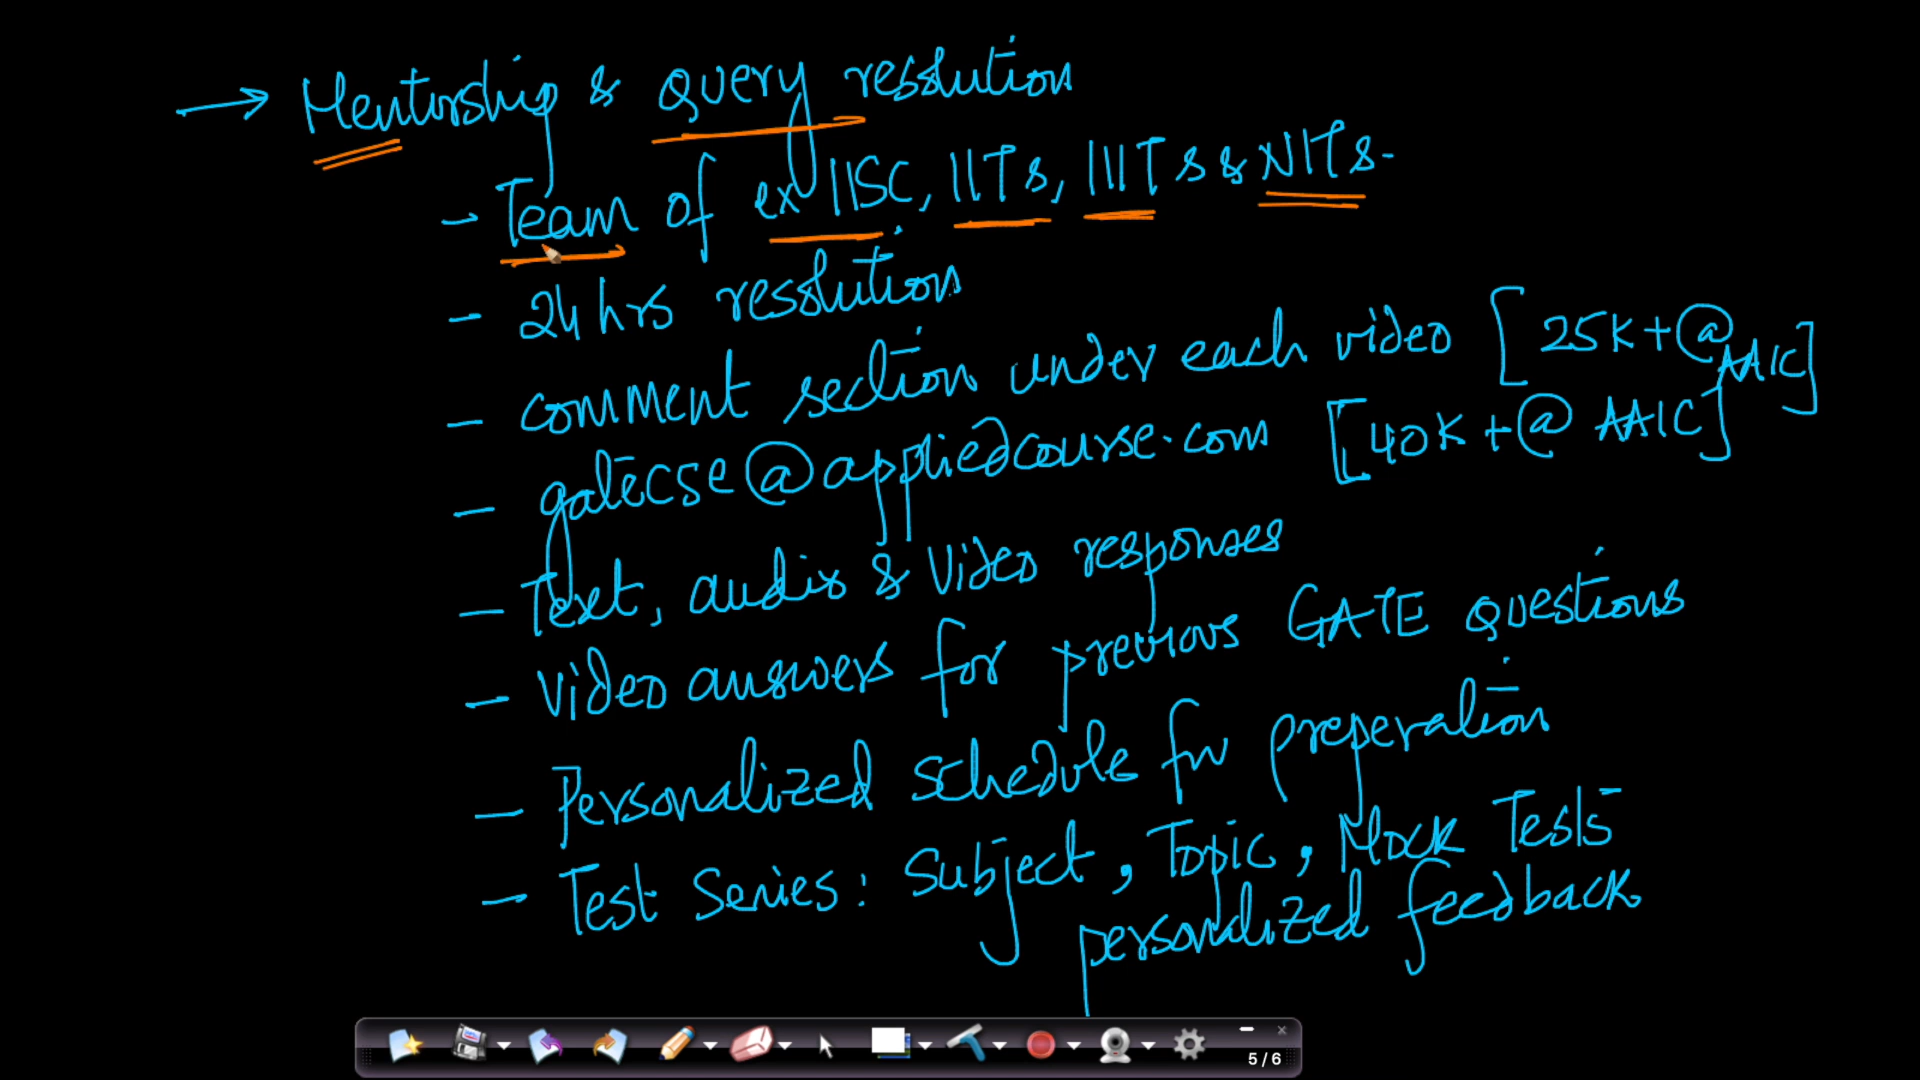 → Mentorship & query resolution
- Team of ex IISC, IITs, IIITs & NITs.
- 24 hrs resolution
- comment section under each video [25K+ @ AAIC]
- gatecse@appliedcourse.com [40K+ @ AAIC]
- Text, audio & video responses
- Video answers for previous GATE questions
- Personalized schedule for preperation
- Test Series: Subject, Topic, Mock Tests
personalized feedback
5 / 6